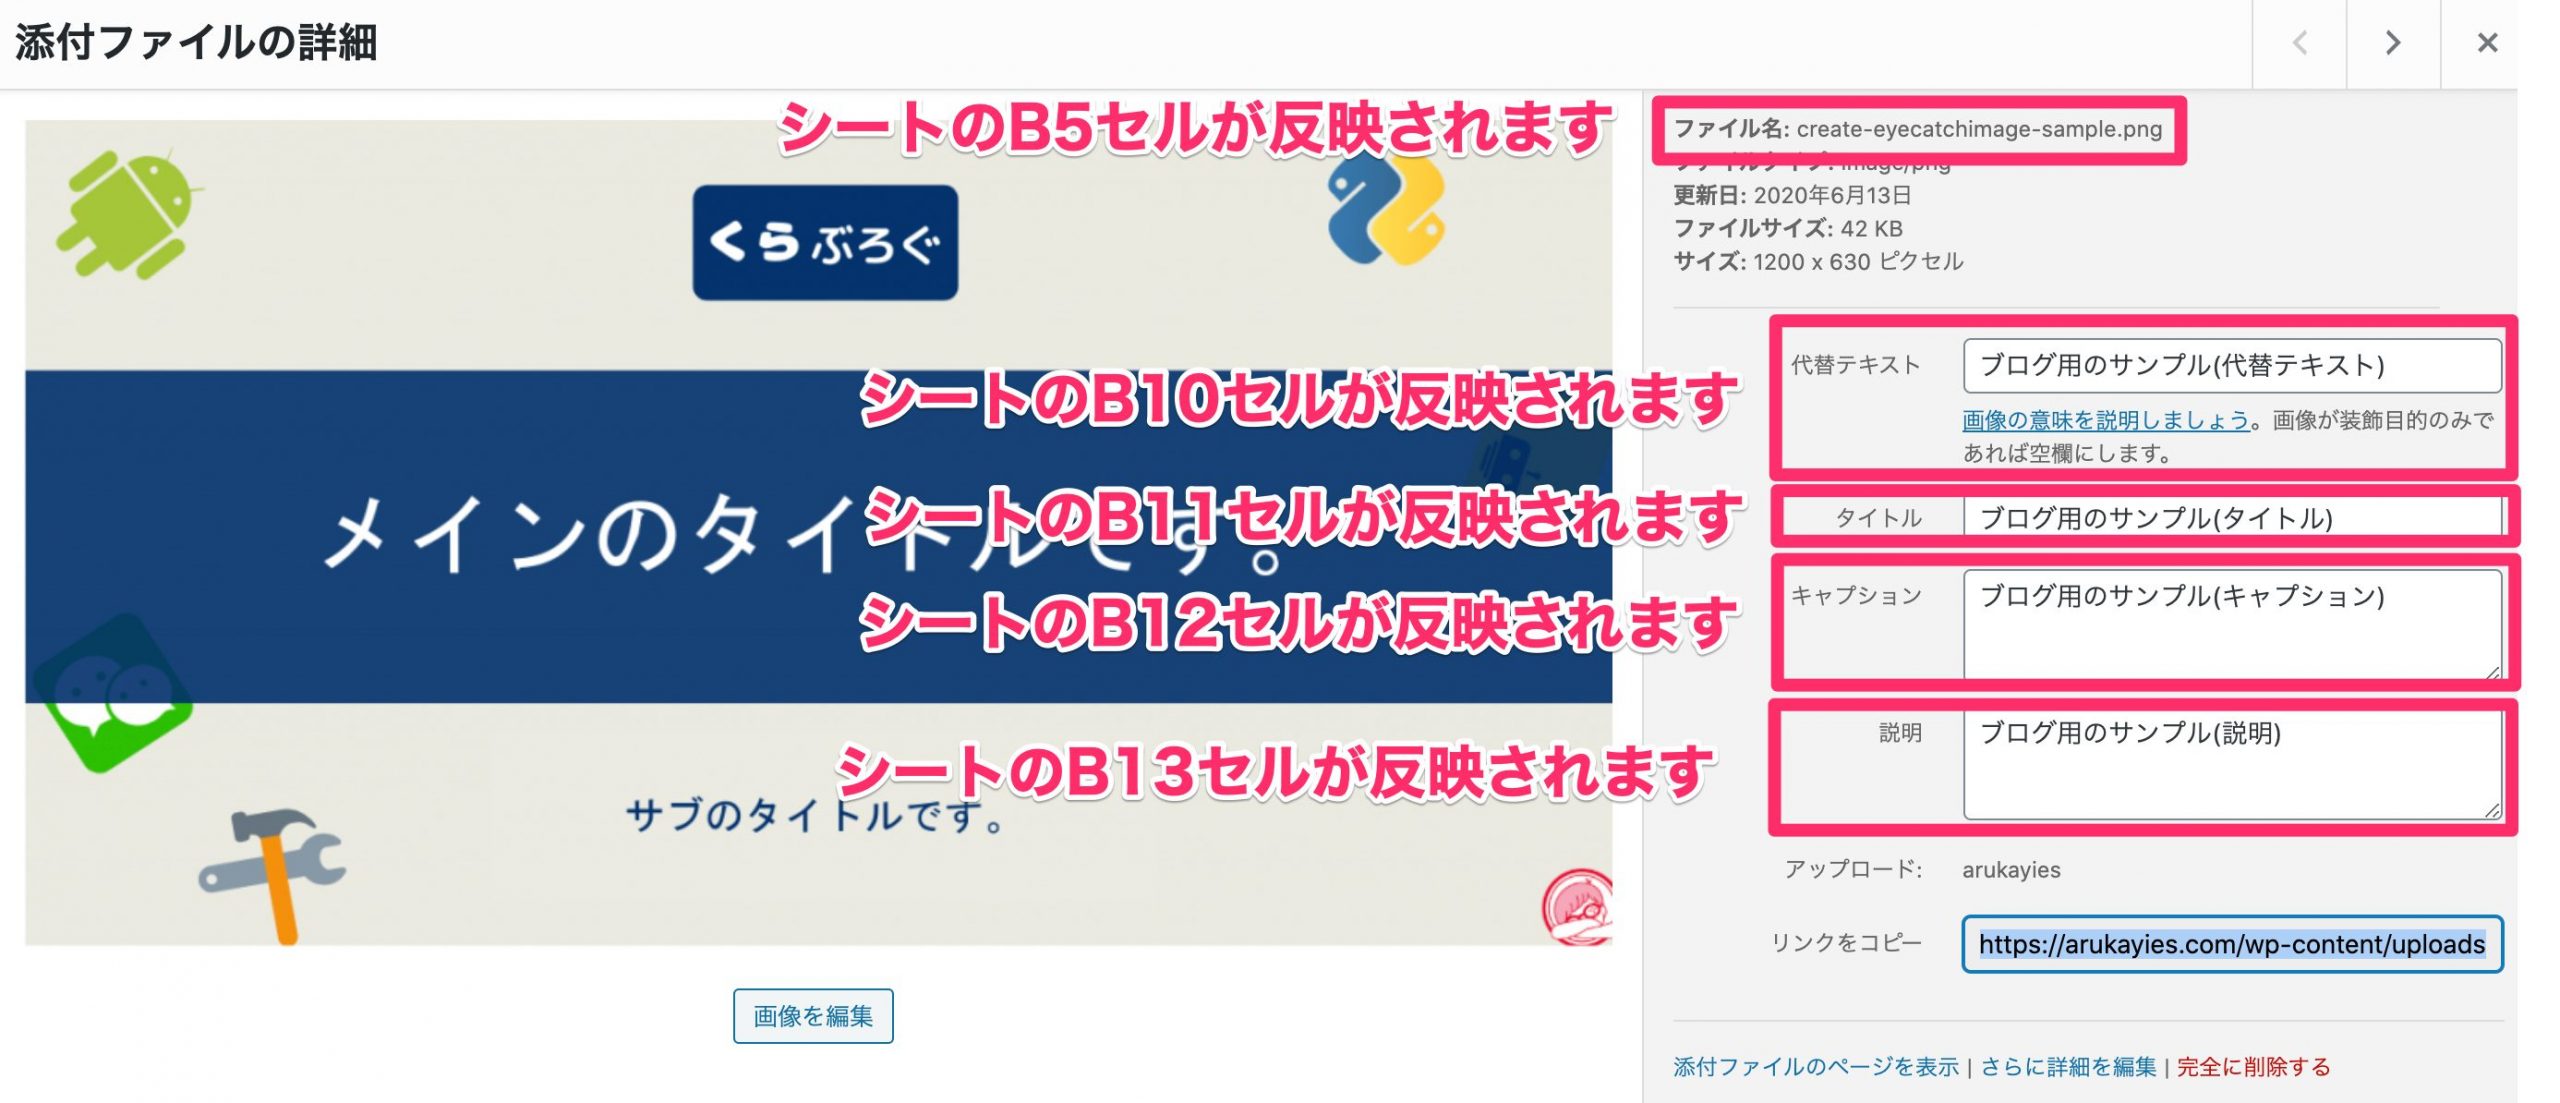 添付ファイルの詳細
シートのB5セルが反映されます
ファイル名: create-eyecatchimage-sample.png
ファイルタイプ: image/png
更新日: 2020年6月13日
ファイルサイズ: 42 KB
サイズ: 1200 x 630 ピクセル
くらぶろぐ
シートのB10セルが反映されます
代替テキスト ブログ用のサンプル(代替テキスト)
画像の意味を説明しましょう。画像が装飾目的のみで
あれば空欄にします。
シートのB11セルが反映されます
タイトル ブログ用のサンプル(タイトル)
メインのタイトルです。
シートのB12セルが反映されます
キャプション ブログ用のサンプル(キャプション)
シートのB13セルが反映されます
説明 ブログ用のサンプル(説明)
サブのタイトルです。
アップロード: arukayies
リンクをコピー https://arukayies.com/wp-content/uploads
画像を編集
添付ファイルのページを表示 | さらに詳細を編集 | 完全に削除する